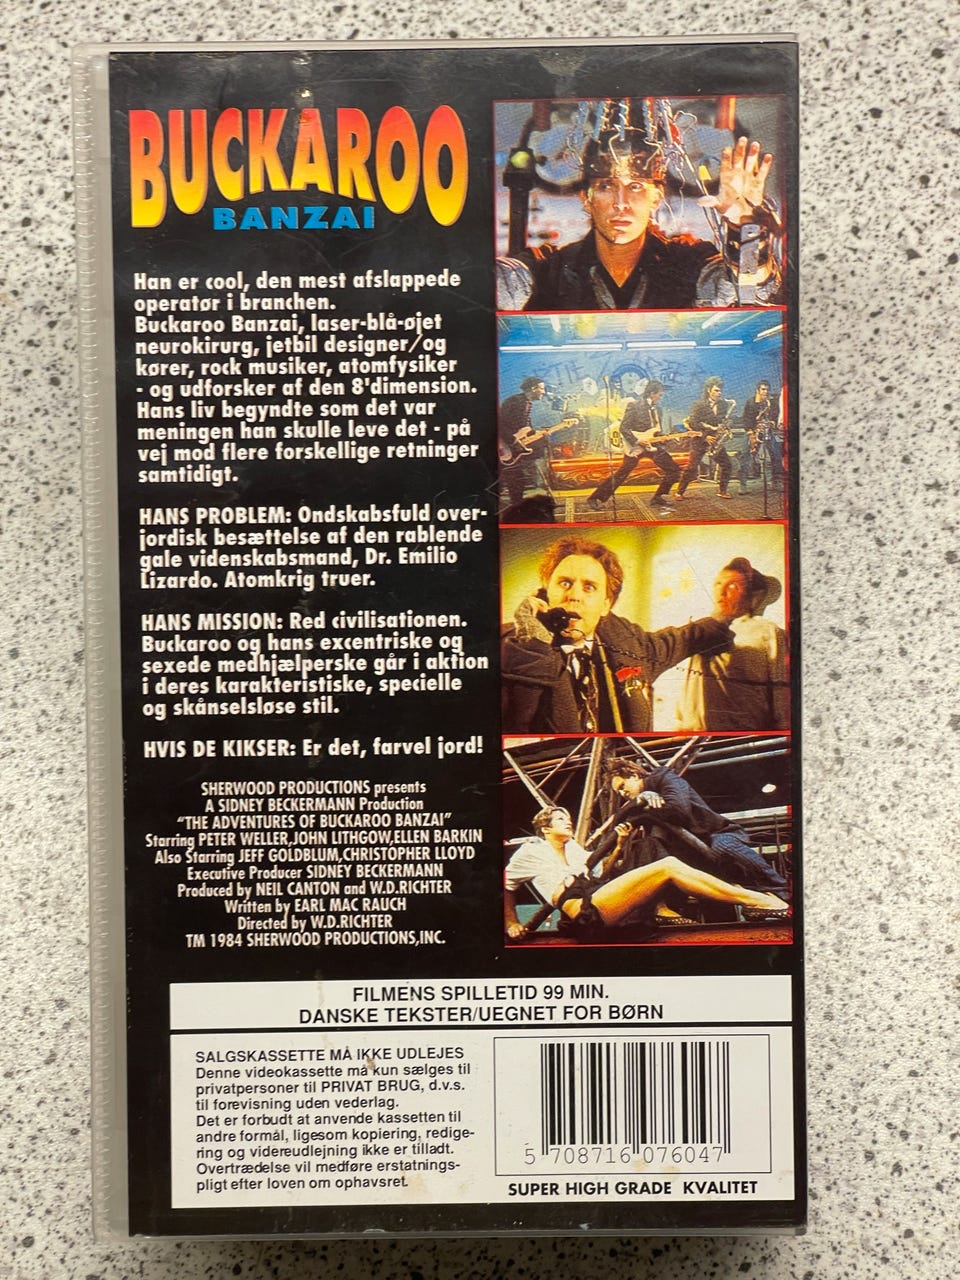 BUCKAROO
BANZAI
Han er cool, den mest afslappede
operatør i branchen.
Buckaroo Banzai, laser-blå-øjet
neurokirurg, jetbil designer/og
kører, rock musiker, atomfysiker
- og udforsker af den 8'dimension.
Hans liv begyndte som det var
meningen han skulle leve det - på
vej mod flere forskellige retninger
samtidigt.
HANS PROBLEM: Ondskabsfuld over-
jordisk besættelse af den rablende
gale videnskabsmand, Dr. Emilio
Lizardo. Atomkrig truer.
HANS MISSION: Red civilisationen.
Buckaroo og hans excentriske og
sexede medhjælperske går i aktion
i deres karakteristiske, specielle
og skånselsløse stil.
HVIS DE KIKSER: Er det, farvel jord!
SHERWOOD PRODUCTIONS presents
A SIDNEY BECKERMANN Production
"THE ADVENTURES OF BUCKAROO BANZAI"
Starring PETER WELLER,JOHN LITHGOW,ELLEN BARKIN
Also Starring JEFF GOLDBLUM,CHRISTOPHER LLOYD
Executive Producer SIDNEY BECKERMANN
Produced by NEIL CANTON and W.D.RICHTER
Written by EARL MAC RAUCH
Directed by W.D.RICHTER
TM 1984 SHERWOOD PRODUCTIONS,INC.
FILMENS SPILLETID 99 MIN.
DANSKE TEKSTER/UEGNET FOR BØRN
SALGSKASSETTE MÅ IKKE UDLEJES
Denne videokassette må kun sælges til
privatpersoner til PRIVAT BRUG, d.v.s.
til forevisning uden vederlag.
Det er forbudt at anvende kassetten til
andre formål, ligesom kopiering, redige-
ring og videreudlejning ikke er tilladt.
Overtrædelse vil medføre erstatnings-
pligt efter loven om ophavsret.
5 708716 076047
SUPER HIGH GRADE KVALITET